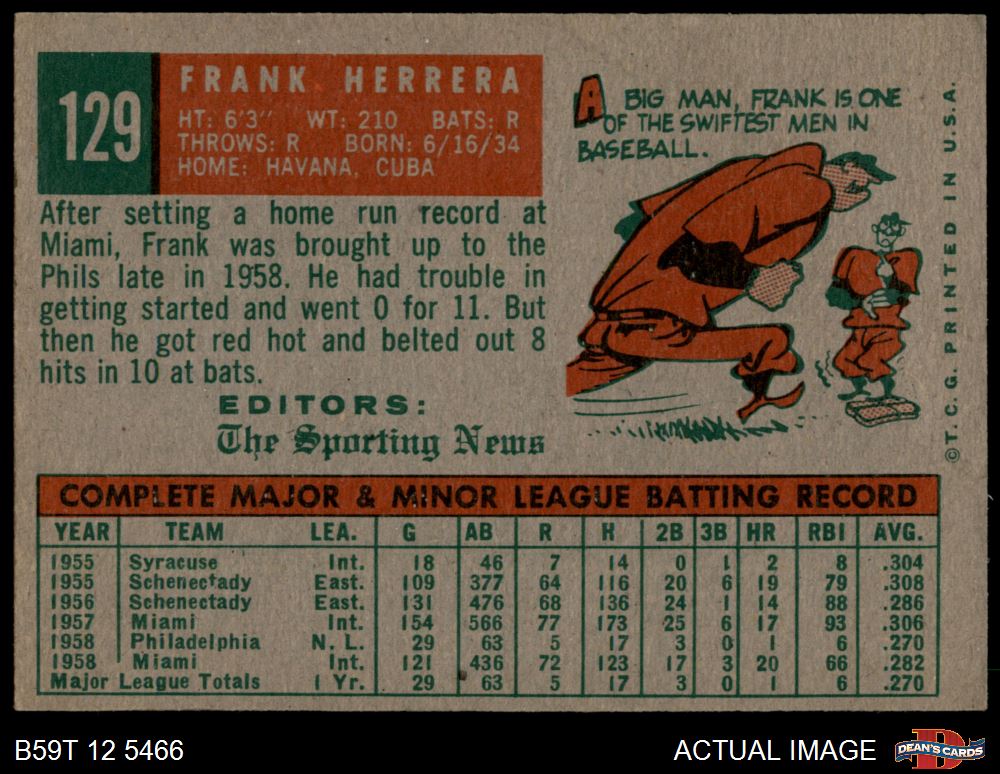 129
FRANK HERRERA
HT: 6'3" WT: 210 BATS: R
THROWS: R BORN: 6/16/34
HOME: HAVANA, CUBA
After setting a home run record at
Miami, Frank was brought up to the
Phils late in 1958. He had trouble in
getting started and went 0 for 11. But
then he got red hot and belted out 8
hits in 10 at bats.
EDITORS:
The Sporting News
A BIG MAN, FRANK IS ONE
OF THE SWIFTEST MEN IN
BASEBALL.
©T. C. G. PRINTED IN U.S.A.
COMPLETE MAJOR & MINOR LEAGUE BATTING RECORD
YEAR TEAM LEA. G AB R H 2B 3B HR RBI AVG.
1955 Syracuse Int. 18 46 7 14 0 1 2 8 .304
1955 Schenectady East. 109 377 64 116 20 6 19 79 .308
1956 Schenectady East. 131 476 68 136 24 1 14 88 .286
1957 Miami Int. 154 566 77 173 25 6 17 93 .306
1958 Philadelphia N. L. 29 63 5 17 3 0 1 6 .270
1958 Miami Int. 121 436 72 123 17 3 20 66 .282
Major League Totals 1 Yr. 29 63 5 17 3 0 1 6 .270
B59T 12 5466
ACTUAL IMAGE
D
DEAN'S CARDS